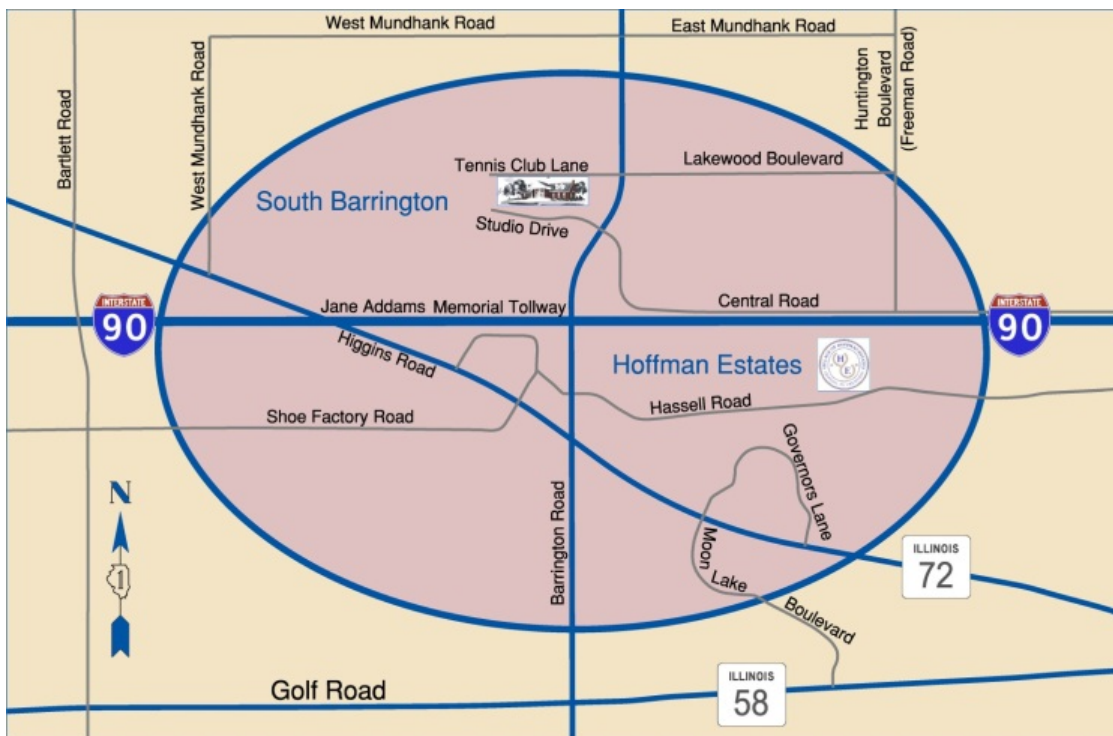 West Mundhank Road
East Mundhank Road
Huntington
Boulevard
(Freeman Road)
Bartlett Road
West Mundhank Road
Tennis Club Lane
Lakewood Boulevard
South Barrington
Studio Drive
INTERSTATE
90
Jane Addams Memorial Tollway
Central Road
INTERSTATE
90
Higgins Road
Hoffman Estates
H
E
Shoe Factory Road
Hassell Road
Governors Lane
N
1
Barrington Road
Moon Lake Boulevard
ILLINOIS
72
Golf Road
ILLINOIS
58